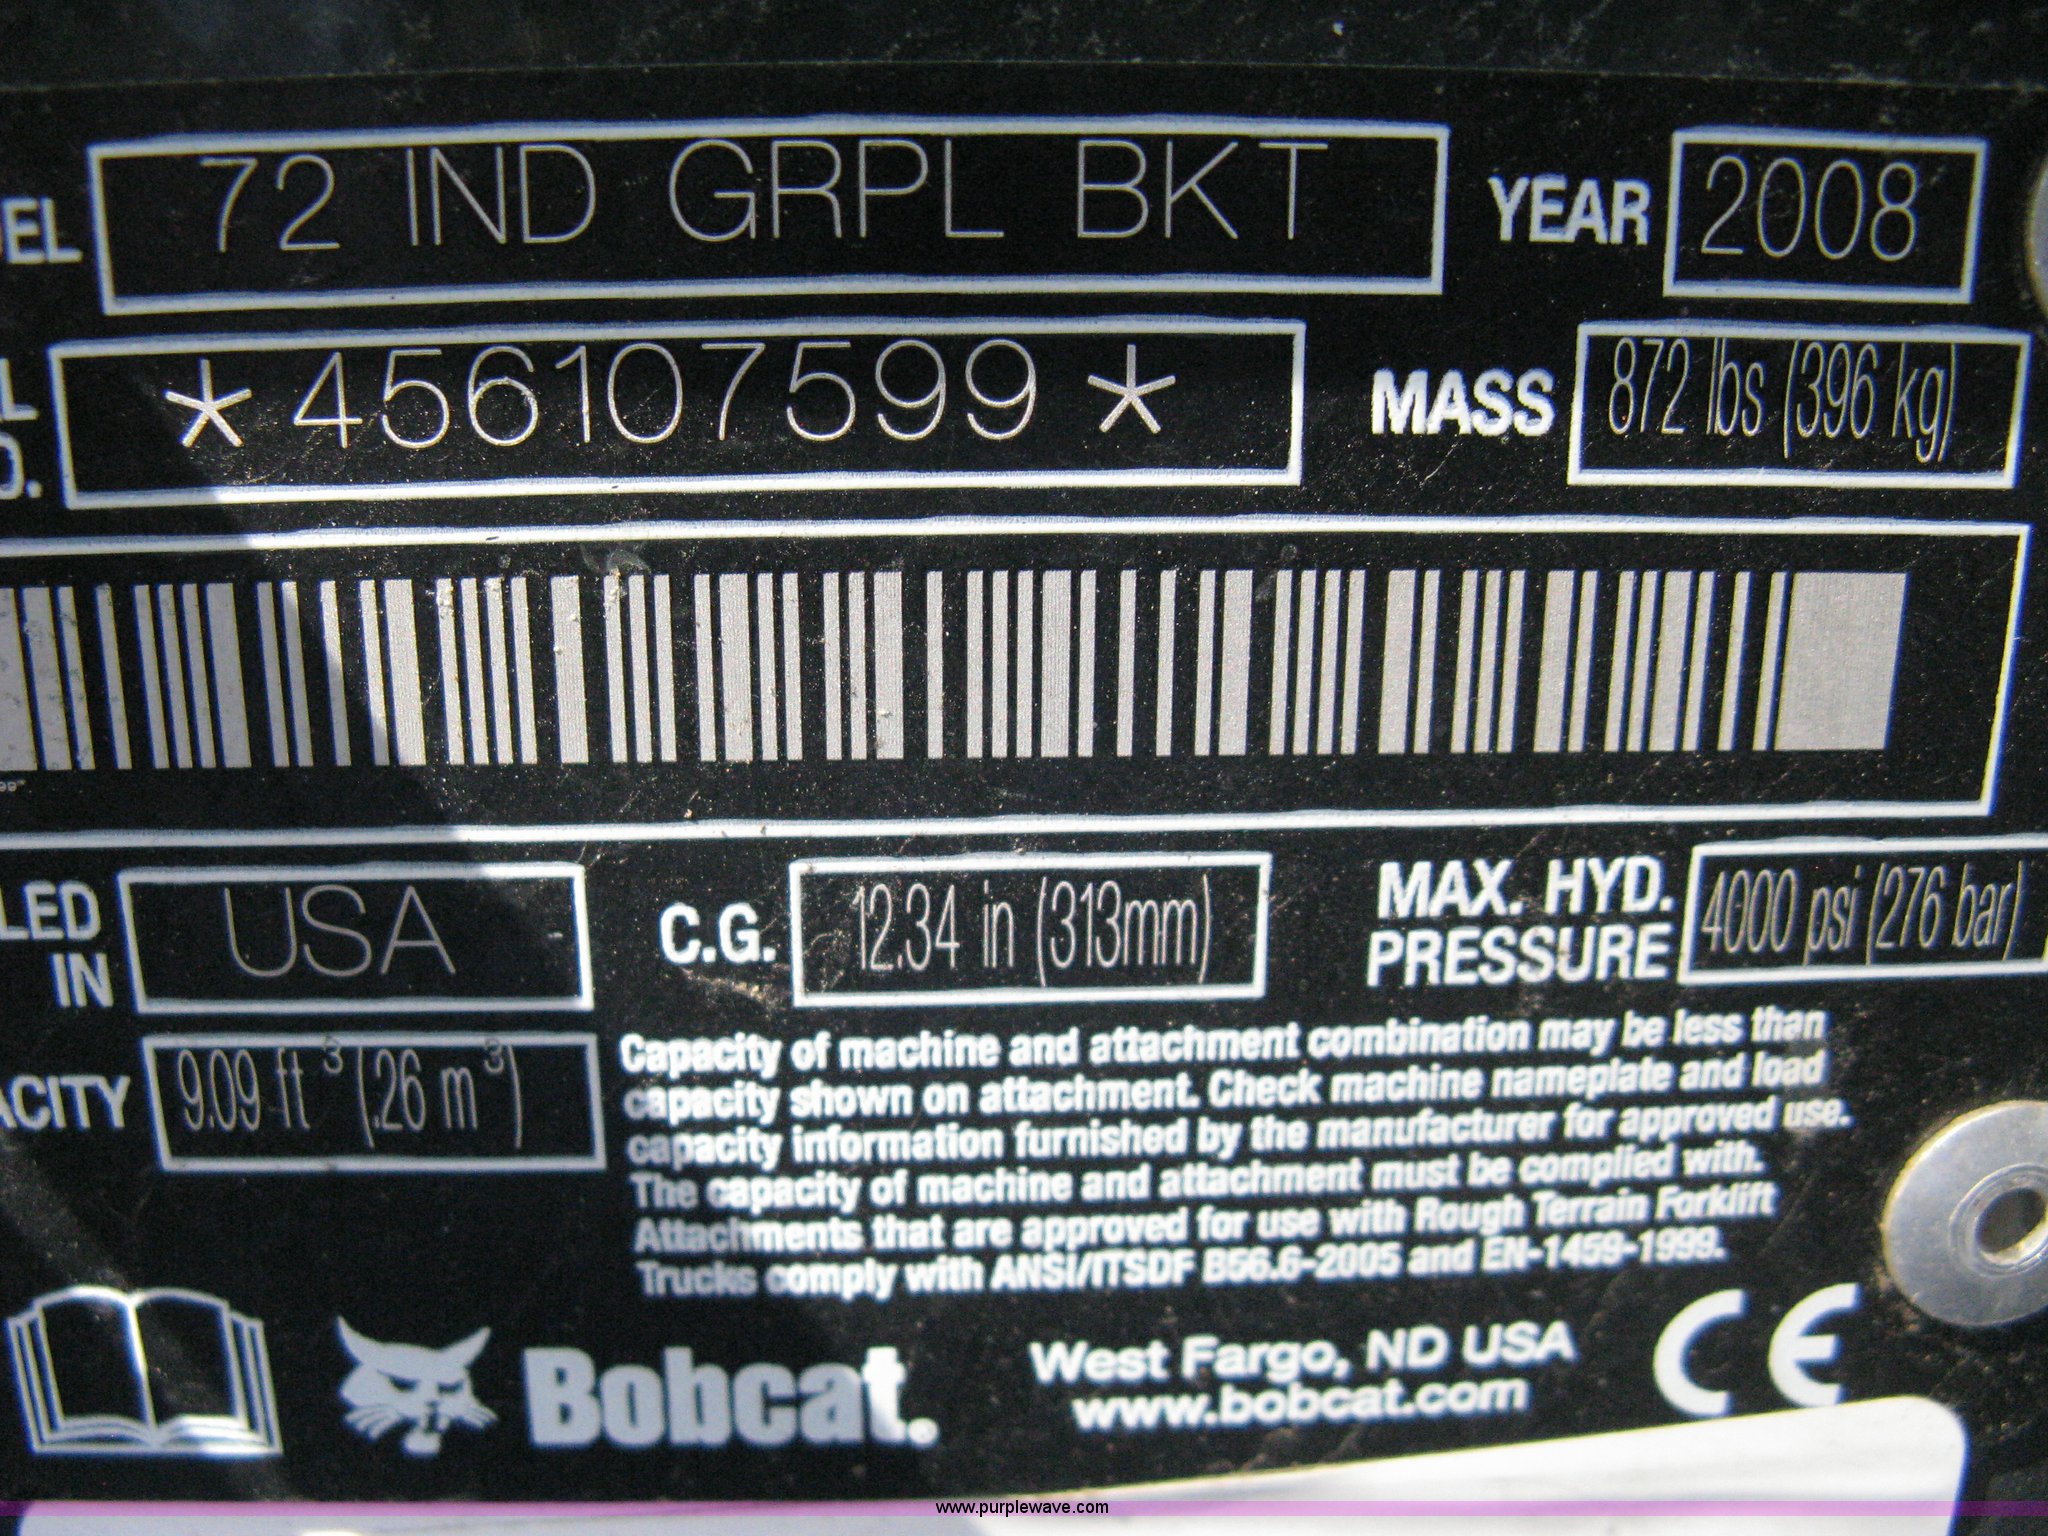 72 IND GRPL BKT YEAR 2008
*456107599* MASS 872 lbs (396 kg)
USA C.G. 12.34 in (313mm) MAX. HYD. PRESSURE 4000 psi (276 bar)
IN
9.09 ft³ (.26 m³)
Capacity of machine and attachment combination may be less than
capacity shown on attachment. Check machine nameplate and load
capacity information furnished by the manufacturer for approved use.
The capacity of machine and attachment must be complied with.
Attachments that are approved for use with Rough Terrain Forklift
Trucks comply with ANSI/ITSDF B56.6-2005 and EN-1459-1999.
Bobcat.
West Fargo, ND USA
www.bobcat.com
CE
www.purplewave.com